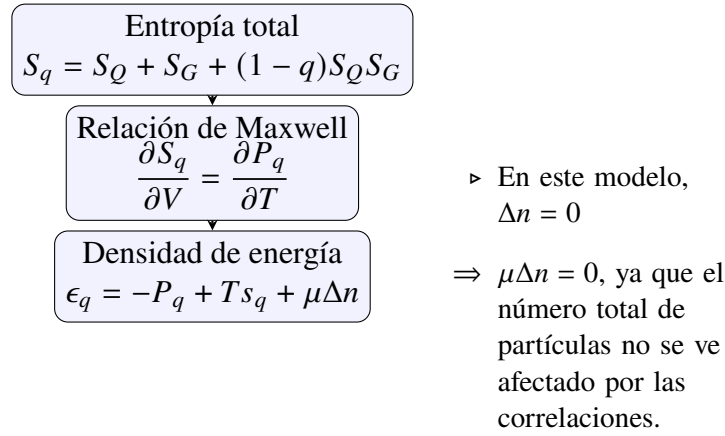 Entropía total
S_q = S_Q + S_G + (1 − q)S_Q S_G
Relación de Maxwell
∂S_q/∂V = ∂P_q/∂T
Densidad de energía
ϵ_q = −P_q + T s_q + μΔn
▹ En este modelo,
Δn = 0
⇒ μΔn = 0, ya que el
número total de
partículas no se ve
afectado por las
correlaciones.